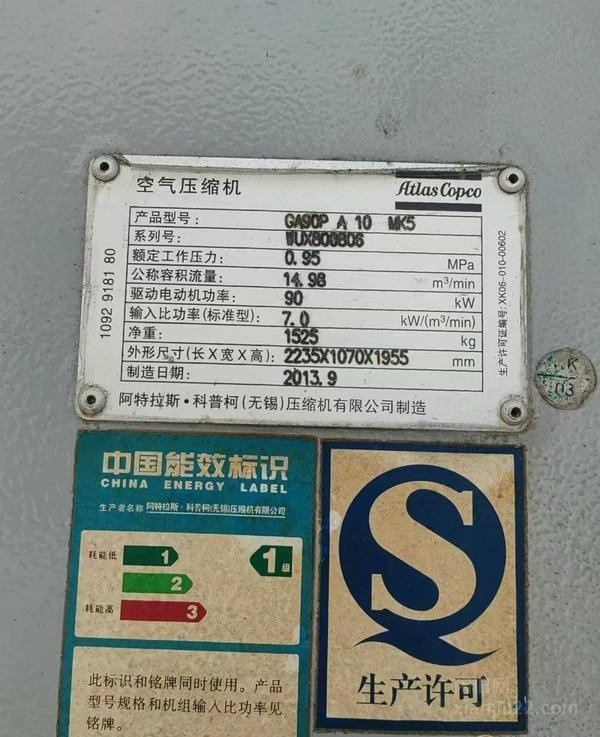 空气压缩机
Atlas Copco
产品型号: GA90P A 10 MK5
系列号: WUX800806
额定工作压力: 0.95 MPa
公称容积流量: 14.98 m³/min
驱动电动机功率: 90 kW
输入比功率(标准型): 7.0 kW/(m³/min)
净重: 1525 kg
外形尺寸(长X宽X高): 2235X1070X1955 mm
制造日期: 2013.9
阿特拉斯·科普柯(无锡)压缩机有限公司制造
1092 9181 80
生产许可证编号: XK06-010-00602
K
03
中国能效标识
CHINA ENERGY LABEL
生产者名称 阿特拉斯·科普柯(无锡)压缩机有限公司
耗能低 1
2
耗能高 3
1级
此标识和铭牌同时使用。产品
型号规格和机组输入比功率见
铭牌。
S
生产许可